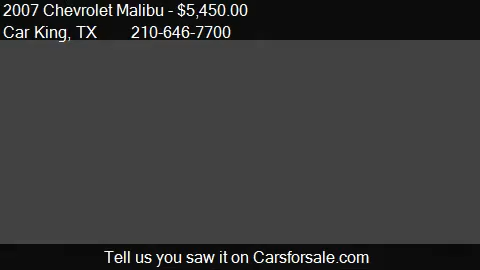 2007 Chevrolet Malibu - $5,450.00
Car King, TX 210-646-7700
Tell us you saw it on Carsforsale.com